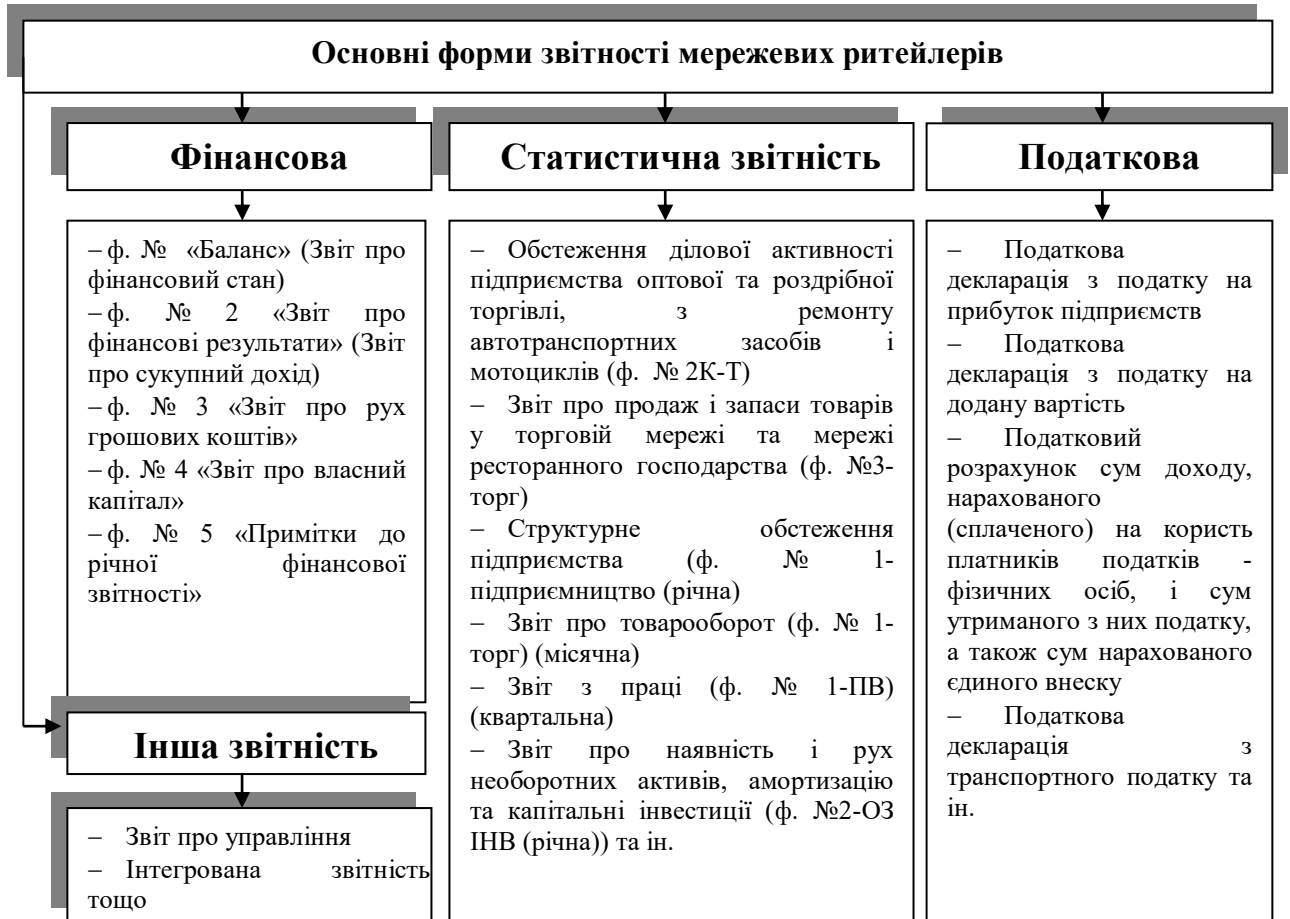 Основні форми звітності мережевих ритейлерів
Фінансова
– ф. № «Баланс» (Звіт про
фінансовий стан)
– ф. № 2 «Звіт про
фінансові результати» (Звіт
про сукупний дохід)
– ф. № 3 «Звіт про рух
грошових коштів»
– ф. № 4 «Звіт про власний
капітал»
– ф. № 5 «Примітки до
річної фінансової
звітності»
Інша звітність
– Звіт про управління
– Інтегрована звітність
тощо
Статистична звітність
– Обстеження ділової активності
підприємства оптової та роздрібної
торгівлі, з ремонту
автотранспортних засобів і
мотоциклів (ф. № 2К-Т)
– Звіт про продаж і запаси товарів
у торговій мережі та мережі
ресторанного господарства (ф. №3-
торг)
– Структурне обстеження
підприємства (ф. № 1-
підприємництво (річна)
– Звіт про товарооборот (ф. № 1-
торг) (місячна)
– Звіт з праці (ф. № 1-ПВ)
(квартальна)
– Звіт про наявність і рух
необоротних активів, амортизацію
та капітальні інвестиції (ф. №2-ОЗ
ІНВ (річна)) та ін.
Податкова
– Податкова
декларація з податку на
прибуток підприємств
– Податкова
декларація з податку на
додану вартість
– Податковий
розрахунок сум доходу,
нарахованого
(сплаченого) на користь
платників податків -
фізичних осіб, і сум
утриманого з них податку,
а також сум нарахованого
єдиного внеску
– Податкова
декларація з
транспортного податку та
ін.